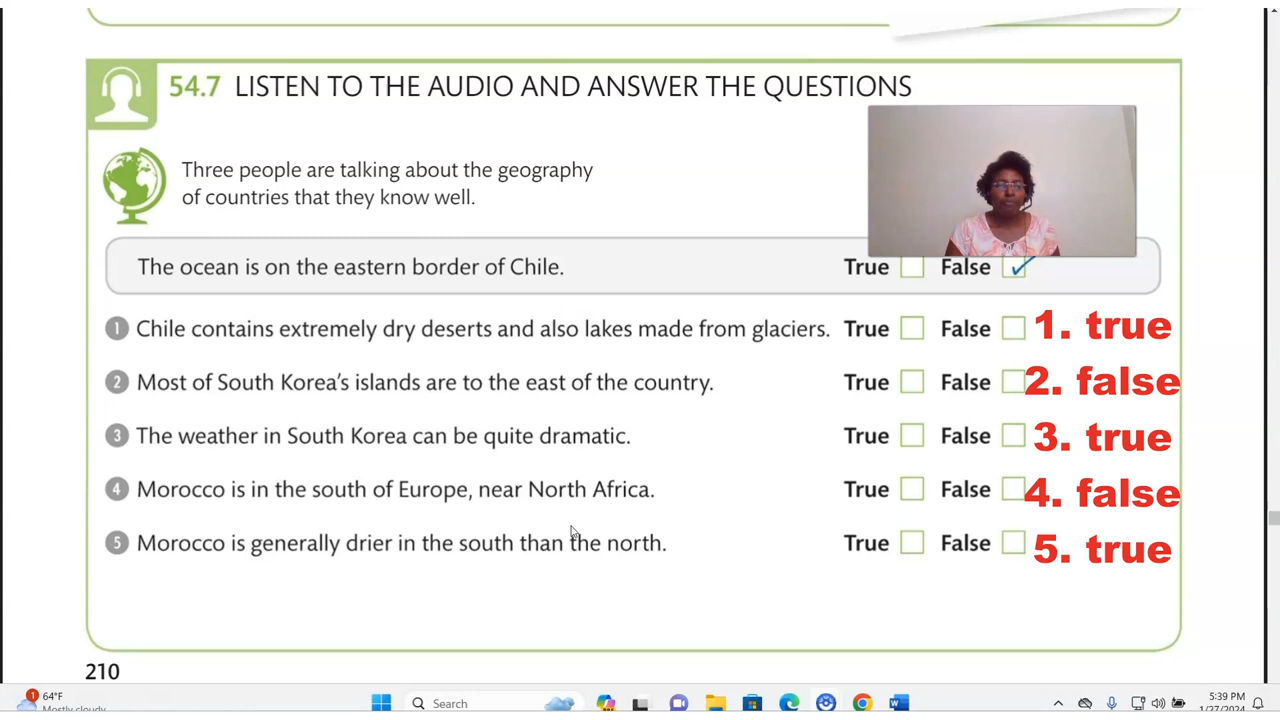 54.7 LISTEN TO THE AUDIO AND ANSWER THE QUESTIONS
Three people are talking about the geography
of countries that they know well.
The ocean is on the eastern border of Chile. True False
1 Chile contains extremely dry deserts and also lakes made from glaciers. True False 1. true
2 Most of South Korea's islands are to the east of the country. True False 2. false
3 The weather in South Korea can be quite dramatic. True False 3. true
4 Morocco is in the south of Europe, near North Africa. True False 4. false
5 Morocco is generally drier in the south than the north. True False 5. true
210
1 64°F
Mostly cloudy
Search
5:39 PM
1/27/2024